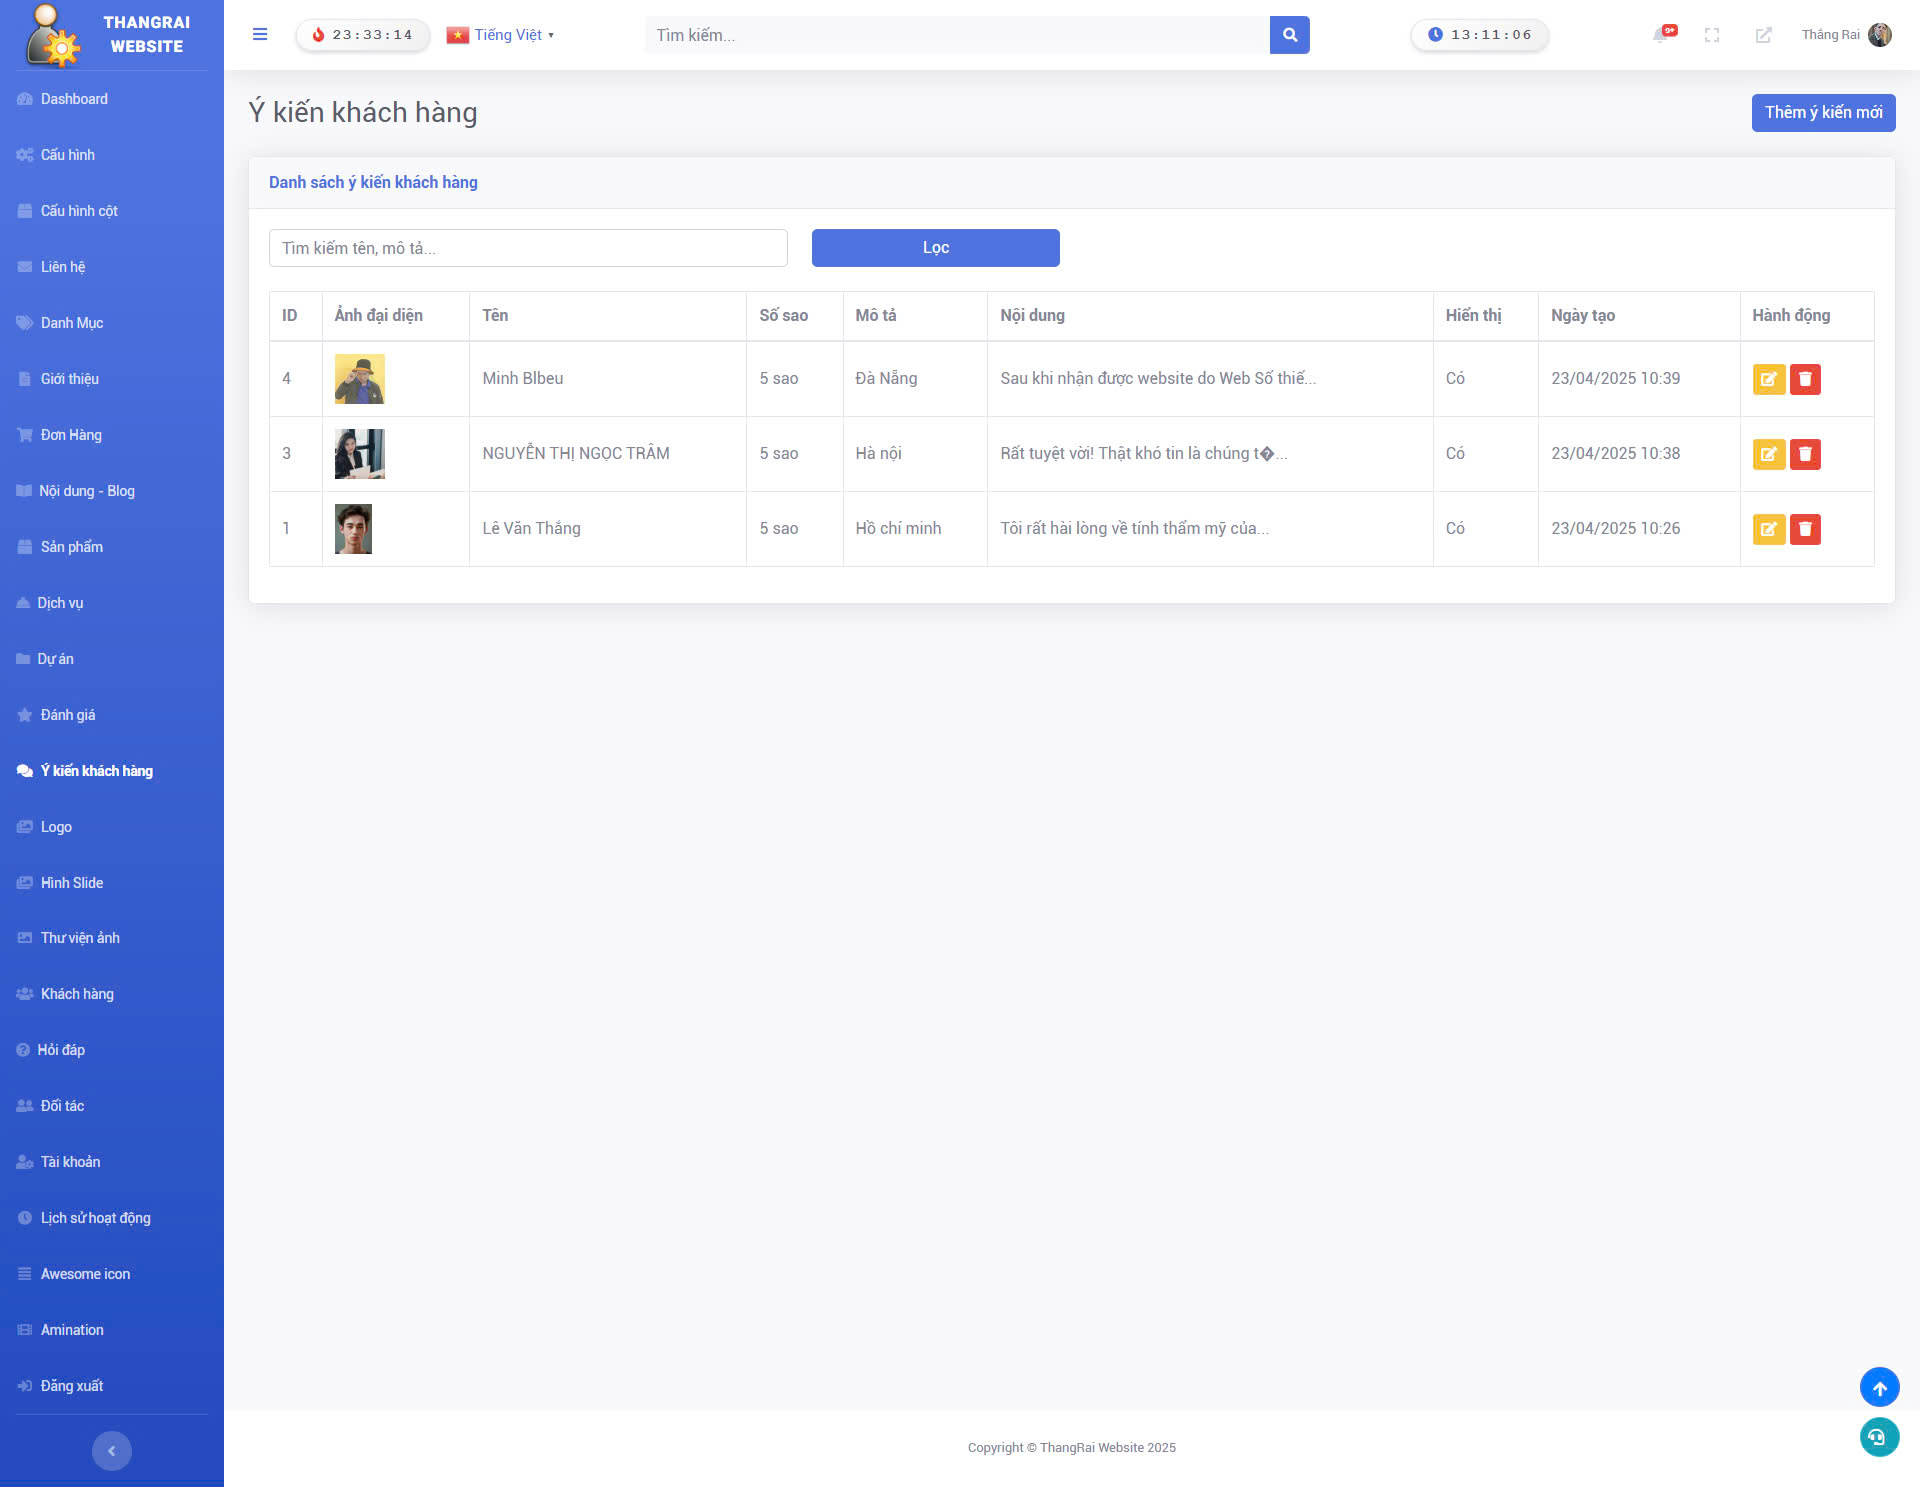 THANGRAI
WEBSITE
23:33:14
Tiếng Việt
Tìm kiếm...
13:11:06
9+
Thắng Rai
Dashboard
Cấu hình
Cấu hình cột
Liên hệ
Danh Mục
Giới thiệu
Đơn Hàng
Nội dung - Blog
Sản phẩm
Dịch vụ
Dự án
Đánh giá
Ý kiến khách hàng
Logo
Hình Slide
Thư viện ảnh
Khách hàng
Hỏi đáp
Đối tác
Tài khoản
Lịch sử hoạt động
Awesome icon
Amination
Đăng xuất
Ý kiến khách hàng
Thêm ý kiến mới
Danh sách ý kiến khách hàng
Tìm kiếm tên, mô tả...
Lọc
ID Ảnh đại diện Tên Số sao Mô tả Nội dung Hiển thị Ngày tạo Hành động
4 Minh Blbeu 5 sao Đà Nẵng Sau khi nhận được website do Web Số thiế... Có 23/04/2025 10:39
3 NGUYỄN THỊ NGỌC TRÂM 5 sao Hà nội Rất tuyệt vời! Thật khó tin là chúng t�... Có 23/04/2025 10:38
1 Lê Văn Thắng 5 sao Hồ chí minh Tôi rất hài lòng về tính thẩm mỹ của... Có 23/04/2025 10:26
Copyright © ThangRai Website 2025